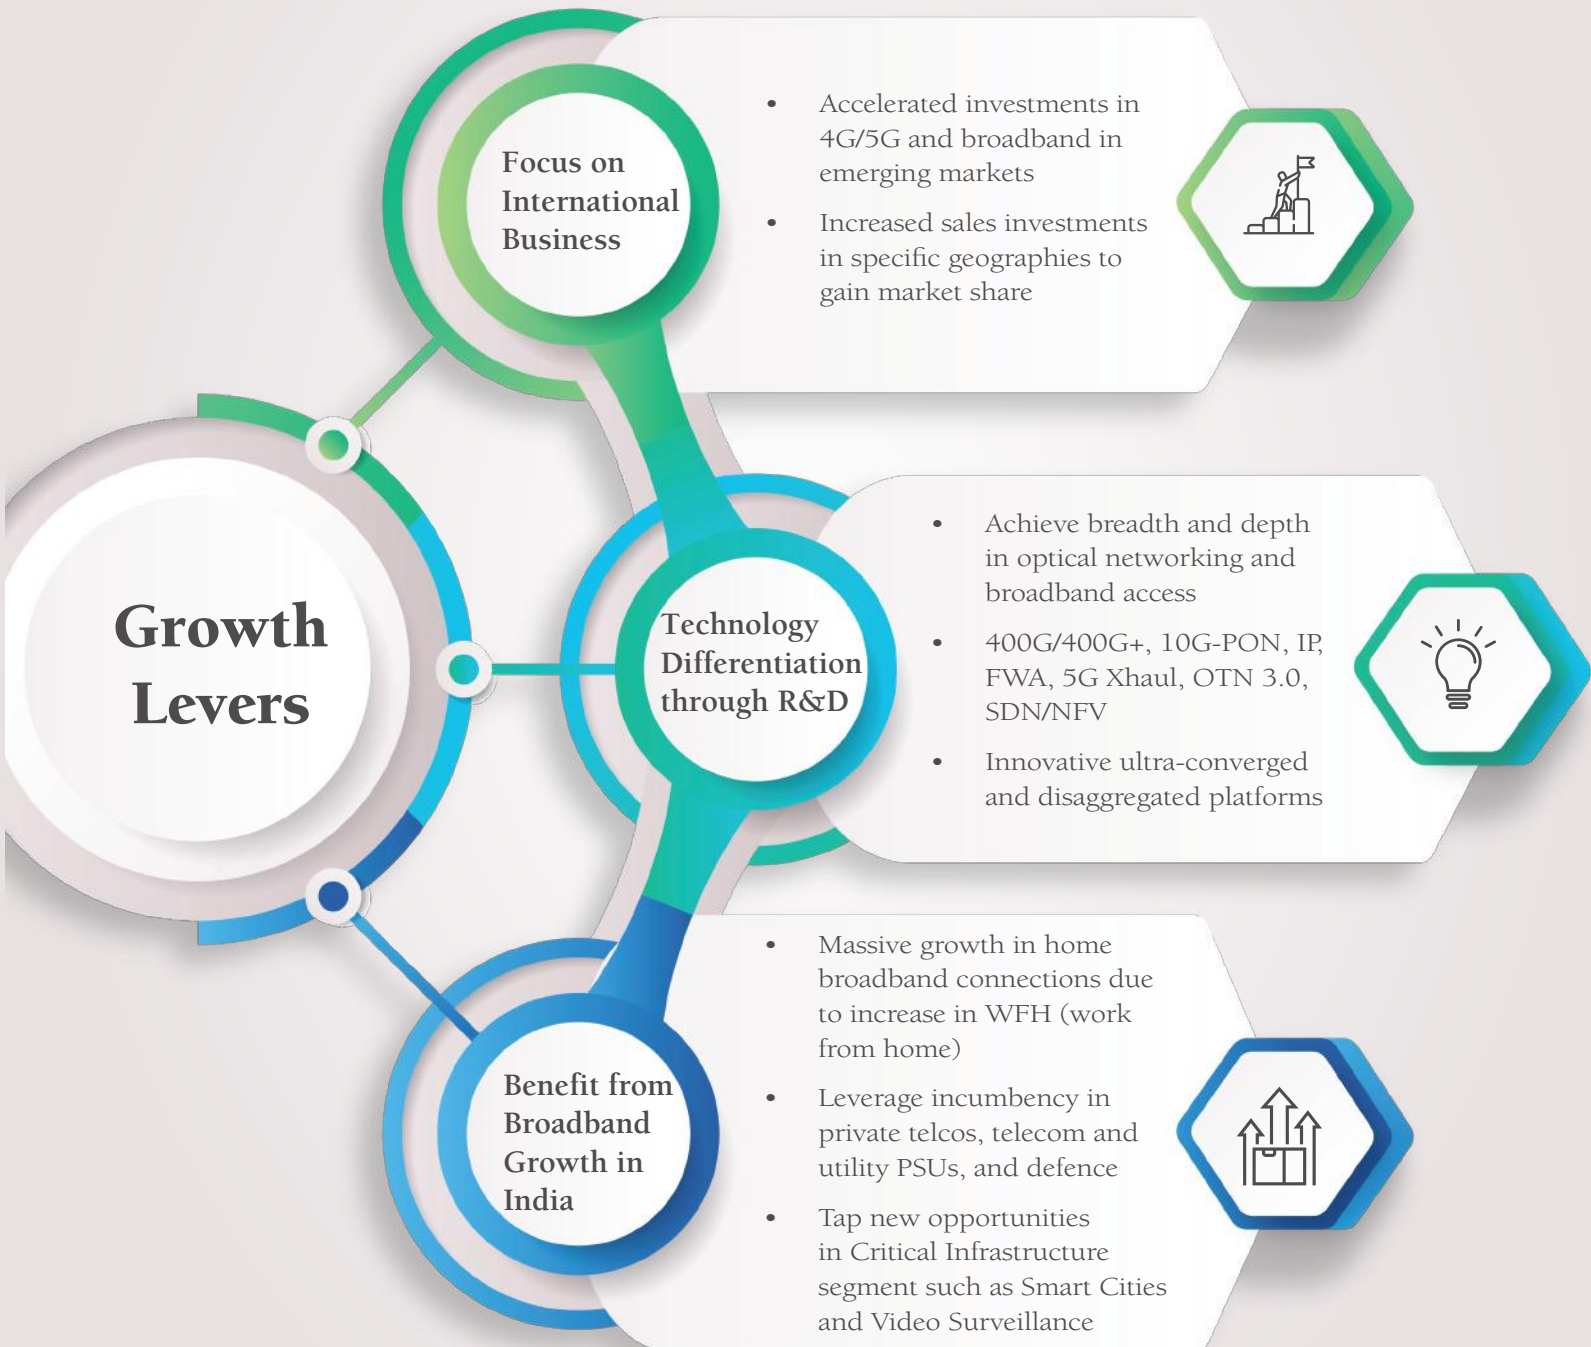 Growth
Levers
Focus on
International
Business
• Accelerated investments in
4G/5G and broadband in
emerging markets
• Increased sales investments
in specific geographies to
gain market share
Technology
Differentiation
through R&D
• Achieve breadth and depth
in optical networking and
broadband access
• 400G/400G+, 10G-PON, IP,
FWA, 5G Xhaul, OTN 3.0,
SDN/NFV
• Innovative ultra-converged
and disaggregated platforms
Benefit from
Broadband
Growth in
India
• Massive growth in home
broadband connections due
to increase in WFH (work
from home)
• Leverage incumbency in
private telcos, telecom and
utility PSUs, and defence
• Tap new opportunities
in Critical Infrastructure
segment such as Smart Cities
and Video Surveillance